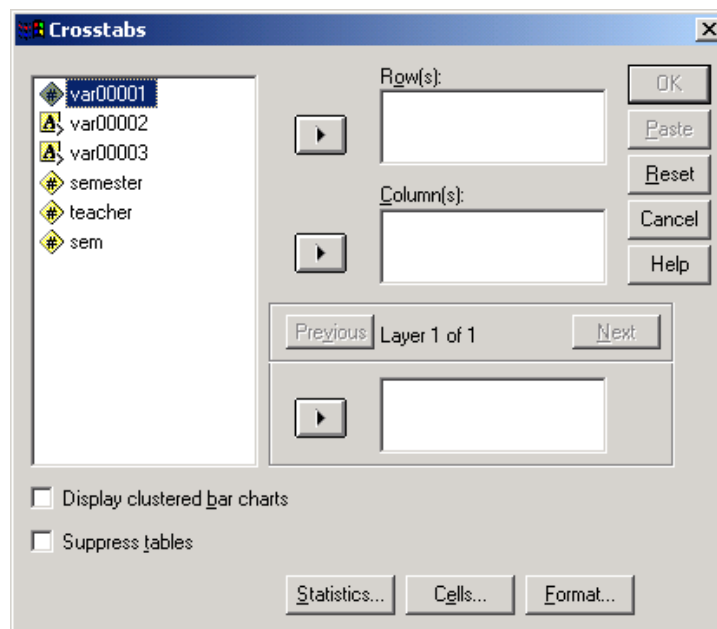 Crosstabs
var00001
var00002
var00003
semester
teacher
sem
Row(s):
Column(s):
Previous Layer 1 of 1 Next
OK
Paste
Reset
Cancel
Help
Display clustered bar charts
Suppress tables
Statistics... Cells... Format...